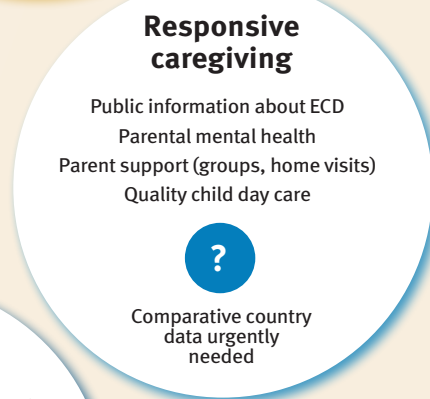 Responsive
caregiving
Public information about ECD
Parental mental health
Parent support (groups, home visits)
Quality child day care
?
Comparative country
data urgently
needed